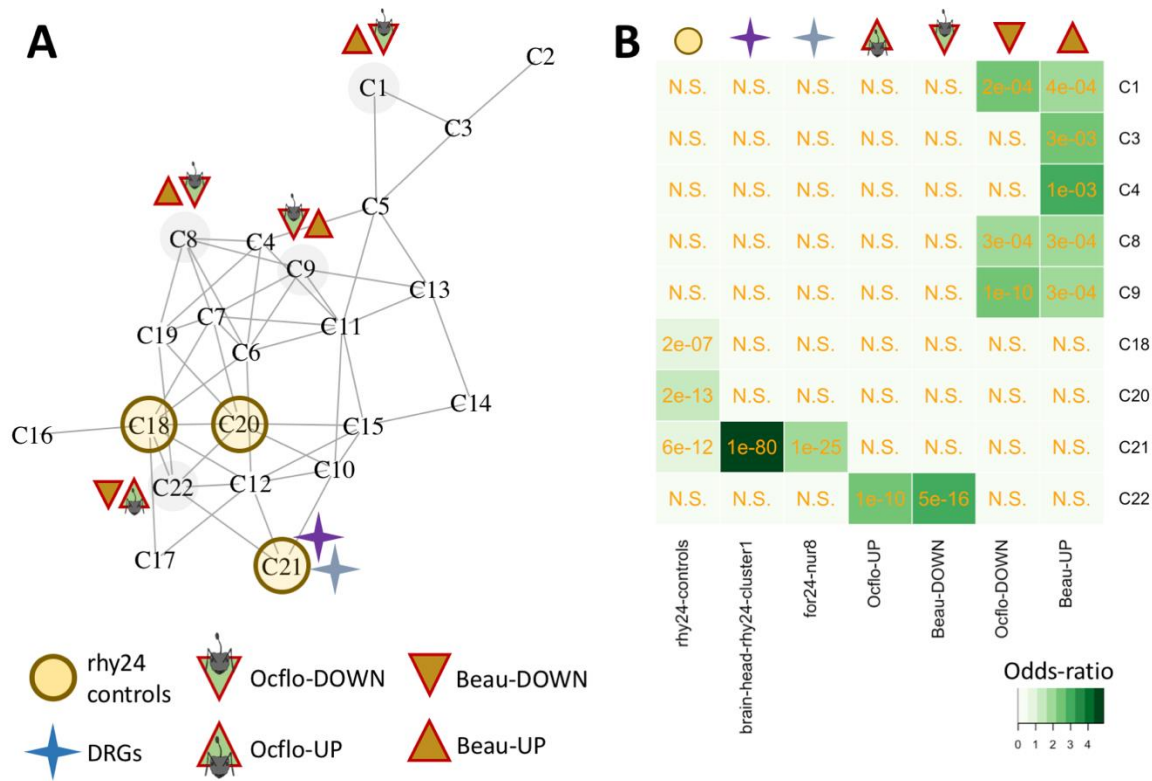 A
C1
C2
C3
C5
C8
C4
C9
C13
C7
C11
C19
C6
C14
C16
C18
C20
C15
C10
C22
C12
C17
C21
rhy24
controls
Ocflo-DOWN
Beau-DOWN
DRGs
Ocflo-UP
Beau-UP
B
N.S. N.S. N.S. N.S. N.S. 2e-04 4e-04 C1
N.S. N.S. N.S. N.S. N.S. N.S. 3e-03 C3
N.S. N.S. N.S. N.S. N.S. N.S. 1e-03 C4
N.S. N.S. N.S. N.S. N.S. 3e-04 3e-04 C8
N.S. N.S. N.S. N.S. N.S. 1e-10 3e-04 C9
2e-07 N.S. N.S. N.S. N.S. N.S. N.S. C18
2e-13 N.S. N.S. N.S. N.S. N.S. N.S. C20
6e-12 1e-80 1e-25 N.S. N.S. N.S. N.S. C21
N.S. N.S. N.S. 1e-10 5e-16 N.S. N.S. C22
rhy24-controls
brain-head-rhy24-cluster1
for24-nur8
Ocflo-UP
Beau-DOWN
Ocflo-DOWN
Beau-UP
Odds-ratio
0 1 2 3 4